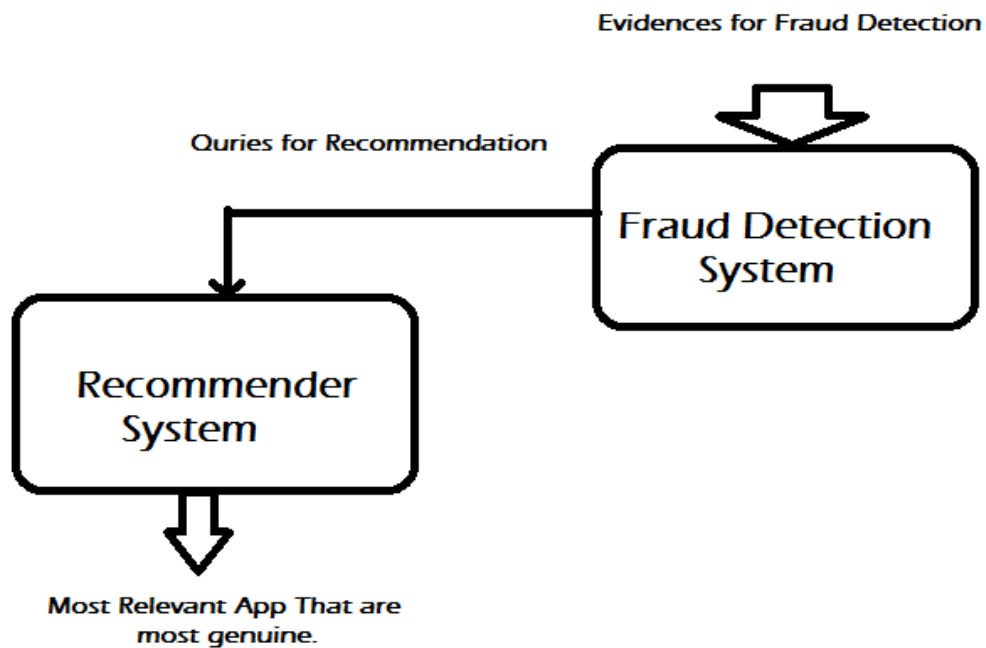 Evidences for Fraud Detection
Quries for Recommendation
Fraud Detection
System
Recommender
System
Most Relevant App That are
most genuine.